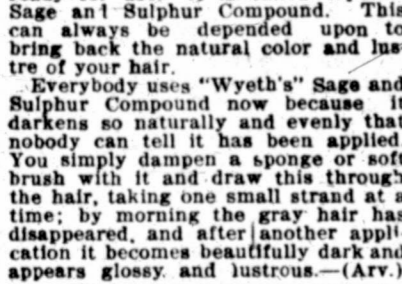 Sage and Sulphur Compound. This
can always be depended upon to
bring back the natural color and lus-
tre of your hair.
Everybody uses "Wyeth's" Sage and
Sulphur Compound now because it
darkens so naturally and evenly that
nobody can tell it has been applied.
You simply dampen a sponge or soft
brush with it and draw this through
the hair, taking one small strand at a
time; by morning the gray hair has
disappeared, and after another appli-
cation it becomes beautifully dark and
appears glossy and lustrous.—(Arv.)